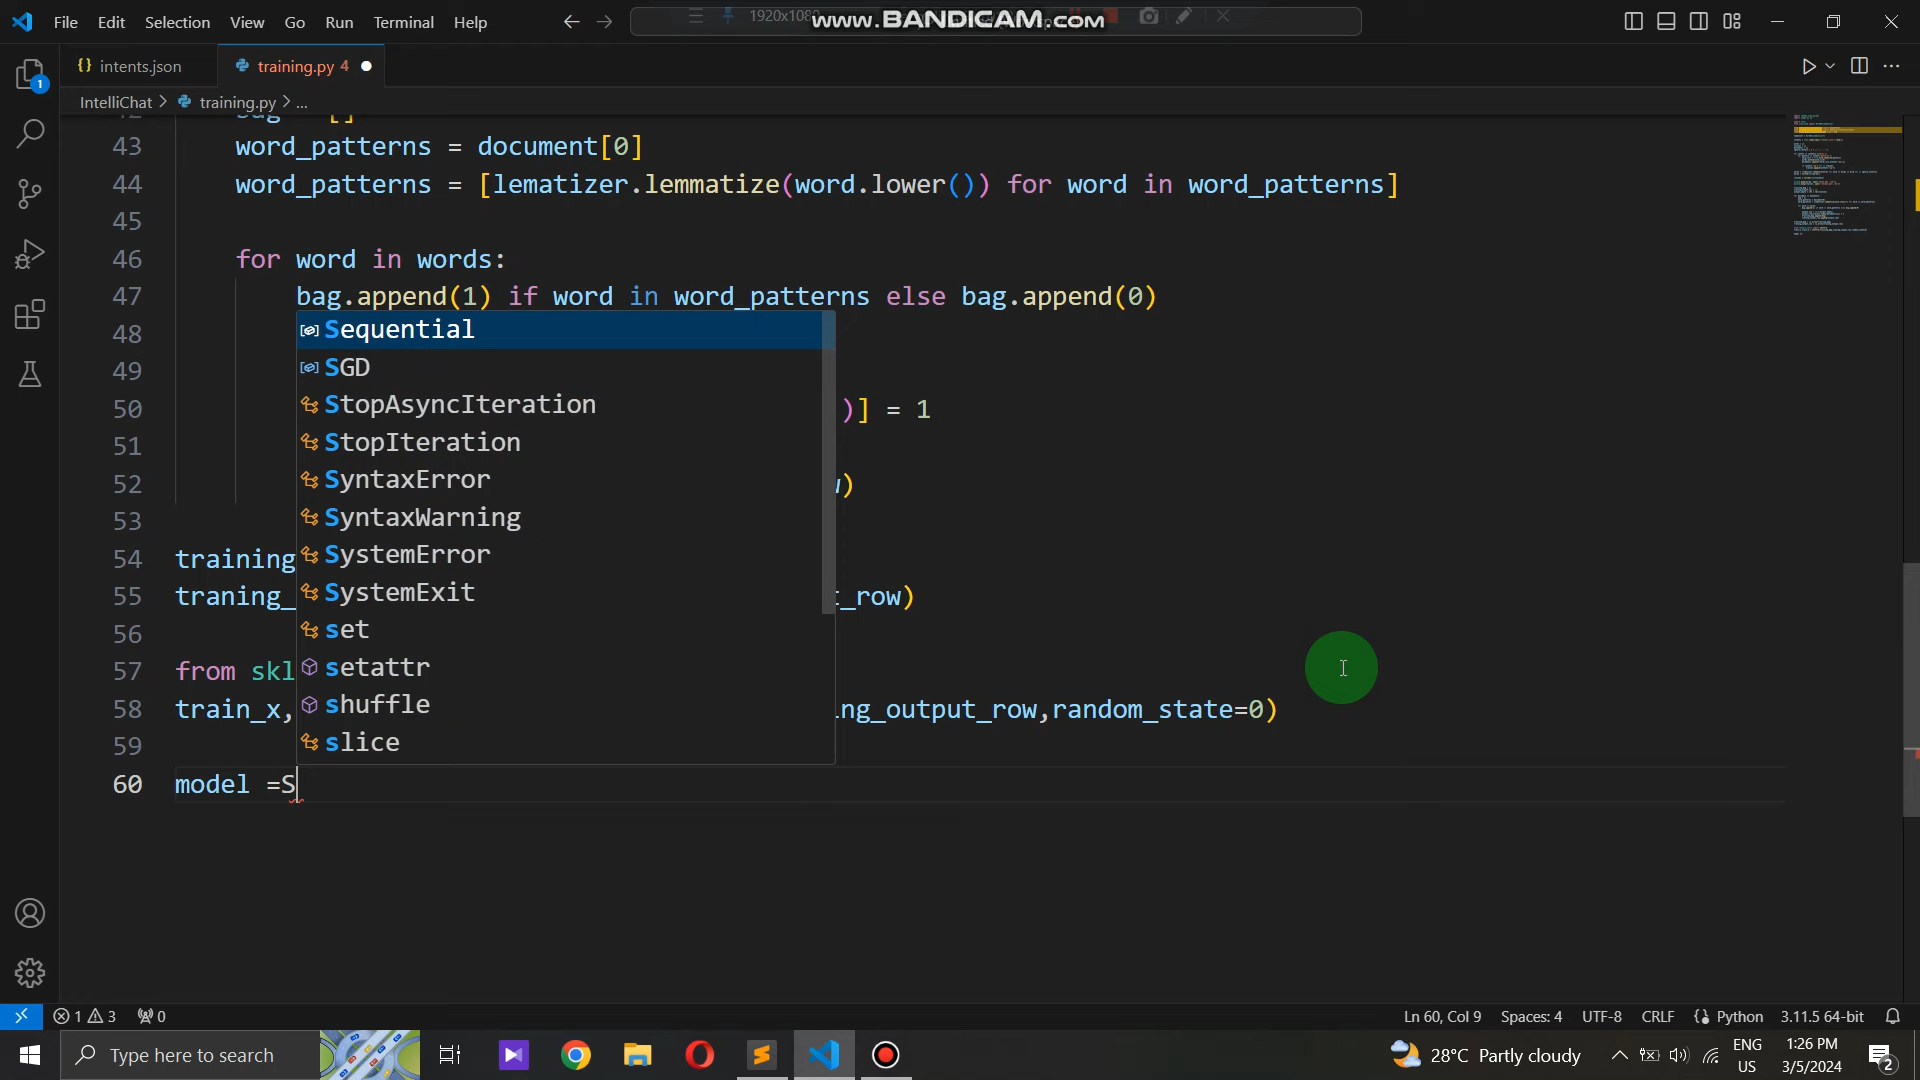 File Edit Selection View Go Run Terminal Help
1920x1080
www.BANDICAM.com
intents.json
training.py 4
1
IntelliChat > training.py > ...
43 word_patterns = document[0]
44 word_patterns = [lematizer.lemmatize(word.lower()) for word in word_patterns]
45
46 for word in words:
47 bag.append(1) if word in word_patterns else bag.append(0)
48 Sequential
49 SGD
StopAsyncIteration
50 )] = 1
51 StopIteration
SyntaxError
52 )
53 SyntaxWarning
54 training
SystemError
55 traning_ t_row)
SystemExit
56 set
57 from skl
setattr
58 train_x, ng_output_row,random_state=0)
shuffle
59 slice
60 model =S
1 3 0
Ln 60, Col 9 Spaces: 4 UTF-8 CRLF Python 3.11.5 64-bit
Type here to search
28°C Partly cloudy
ENG
US
1:26 PM
3/5/2024
2